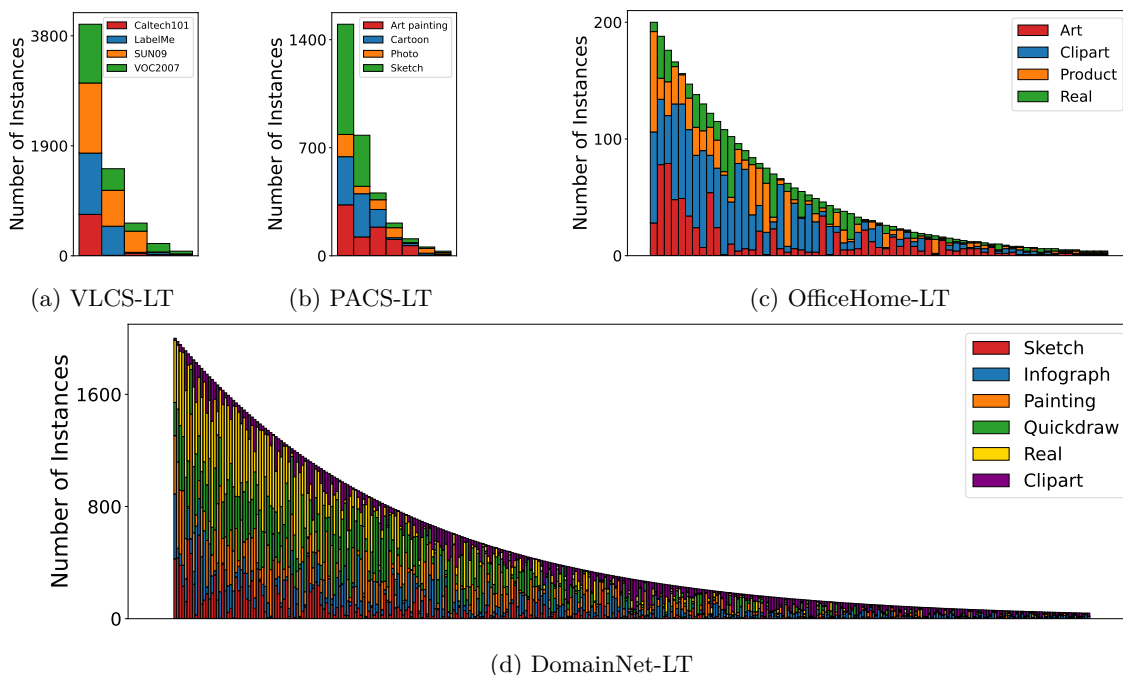 Number of Instances
3800
1900
0
Caltech101
LabelMe
SUN09
VOC2007
(a) VLCS-LT
Number of Instances
1400
700
0
Art painting
Cartoon
Photo
Sketch
(b) PACS-LT
Number of Instances
200
100
0
Art
Clipart
Product
Real
(c) OfficeHome-LT
Number of Instances
1600
800
0
Sketch
Infograph
Painting
Quickdraw
Real
Clipart
(d) DomainNet-LT